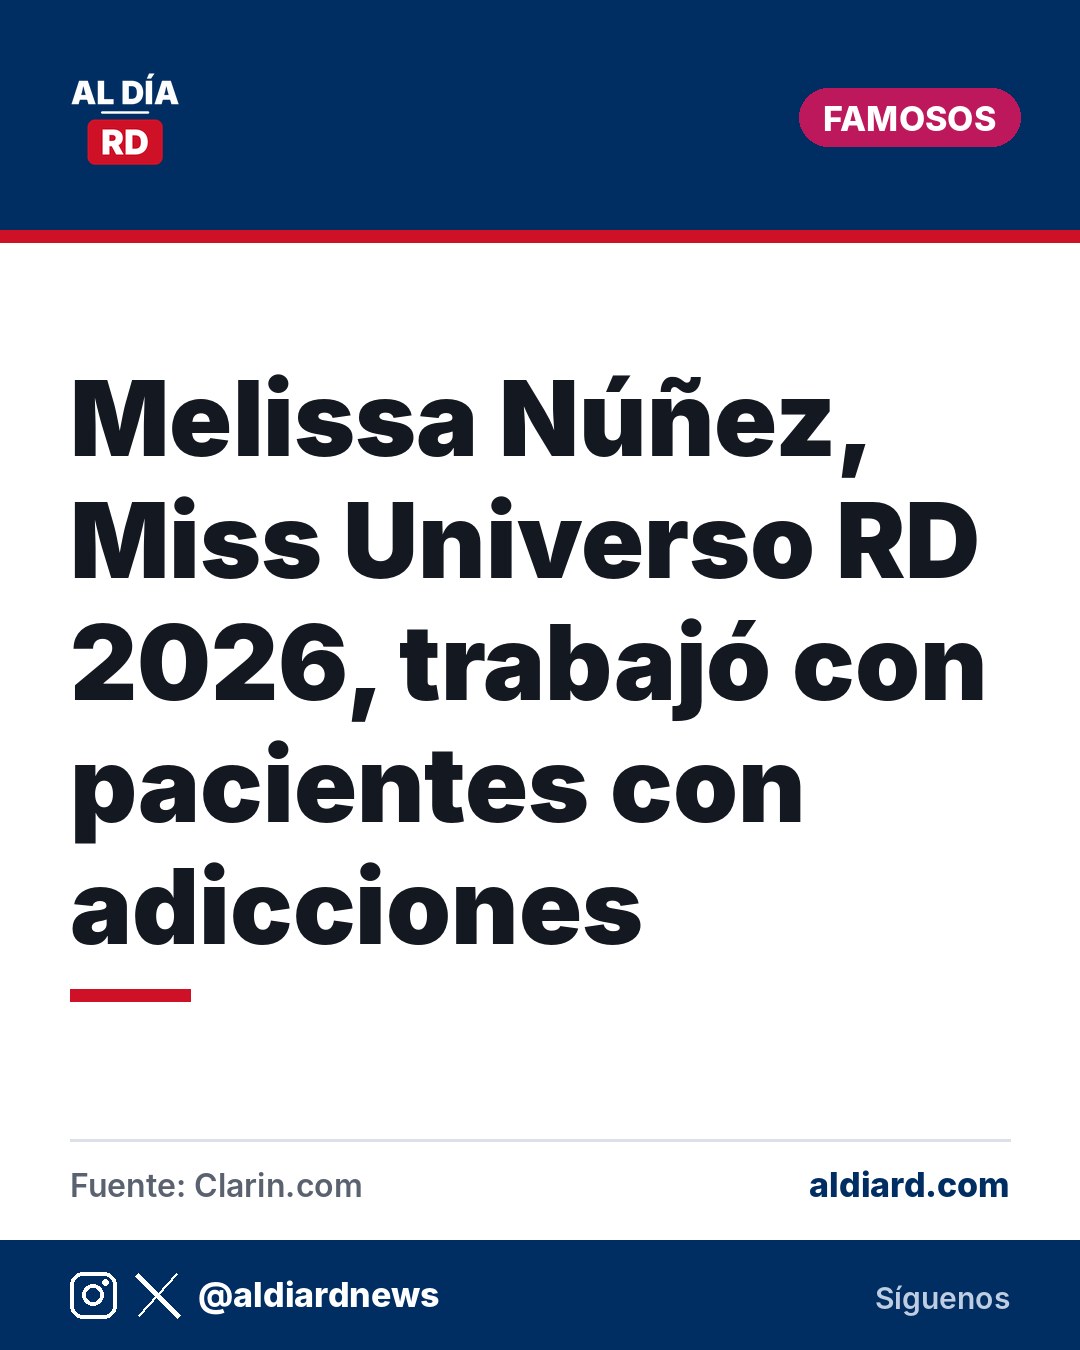 AL DÍA
RD
FAMOSOS
Melissa Núñez,
Miss Universo RD
2026, trabajó con
pacientes con
adicciones
Fuente: Clarin.com
aldiard.com
@aldiardnews
Síguenos